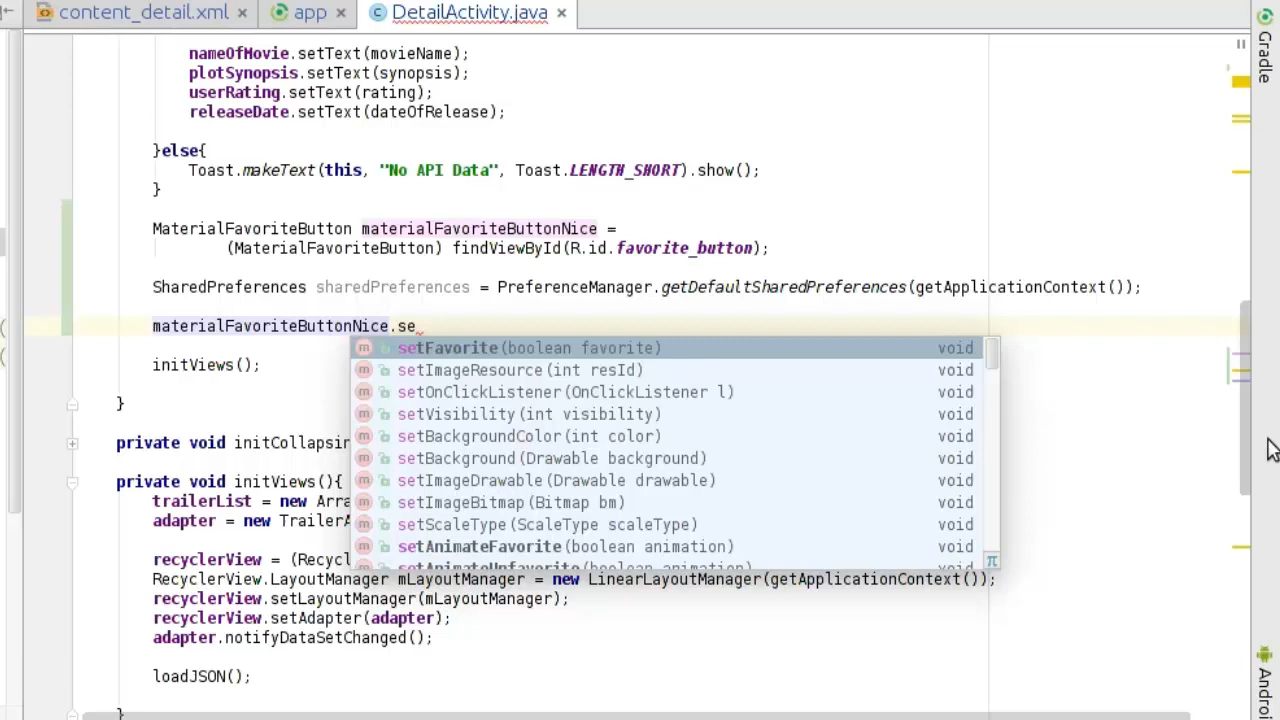 content_detail.xml app DetailActivity.java
nameOfMovie.setText(movieName);
plotSynopsis.setText(synopsis);
userRating.setText(rating);
releaseDate.setText(dateOfRelease);
}else{
Toast.makeText(this, "No API Data", Toast.LENGTH_SHORT).show();
}
MaterialFavoriteButton materialFavoriteButtonNice =
(MaterialFavoriteButton) findViewById(R.id.favorite_button);
SharedPreferences sharedPreferences = PreferenceManager.getDefaultSharedPreferences(getApplicationContext());
materialFavoriteButtonNice.se
setFavorite(boolean favorite) void
setImageResource(int resId) void
initViews();
setOnClickListener(OnClickListener l) void
}
setVisibility(int visibility) void
private void initCollapsin
setBackgroundColor(int color) void
setBackground(Drawable background) void
private void initViews(){
setImageDrawable(Drawable drawable) void
trailerList = new Arra
setImageBitmap(Bitmap bm) void
adapter = new TrailerA
setScaleType(ScaleType scaleType) void
setAnimateFavorite(boolean animation) void
recyclerView = (Recycl
setAnimateUnfavorite(boolean animation) void
RecyclerView.LayoutManager mLayoutManager = new LinearLayoutManager(getApplicationContext());
recyclerView.setLayoutManager(mLayoutManager);
recyclerView.setAdapter(adapter);
adapter.notifyDataSetChanged();
loadJSON();
}
Gradle
Androi